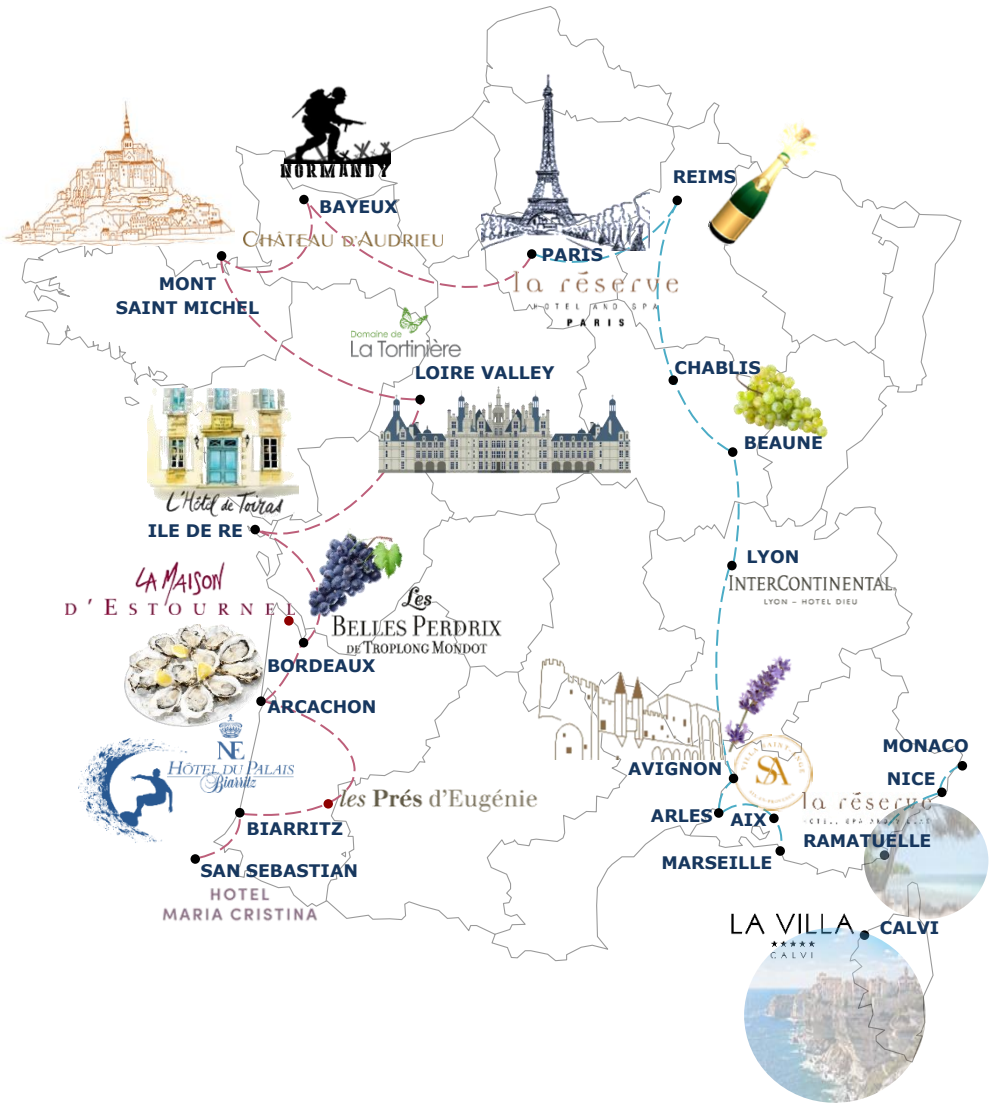 NORMANDY
REIMS
BAYEUX
CHÂTEAU D'AUDRIEU
PARIS
la réserve
HOTEL AND SPA
PARIS
MONT
SAINT MICHEL
Domaine de
La Tortinière
LOIRE VALLEY
CHABLIS
BEAUNE
L'Hôtel de Toiras
ILE DE RE
LYON
INTERCONTINENTAL
LYON – HOTEL DIEU
LA MAISON
D'ESTOURNEL
Les
BELLES PERDRIX
DE TROPLONG MONDOT
BORDEAUX
ARCACHON
NE
HÔTEL DU PALAIS
Biarritz
les Prés d'Eugénie
BIARRITZ
SAN SEBASTIAN
HOTEL
MARIA CRISTINA
MONACO
AVIGNON
SA
NICE
la réserve
ARLES
AIX
RAMATUELLE
MARSEILLE
LA VILLA
★★★★★
CALVI
CALVI